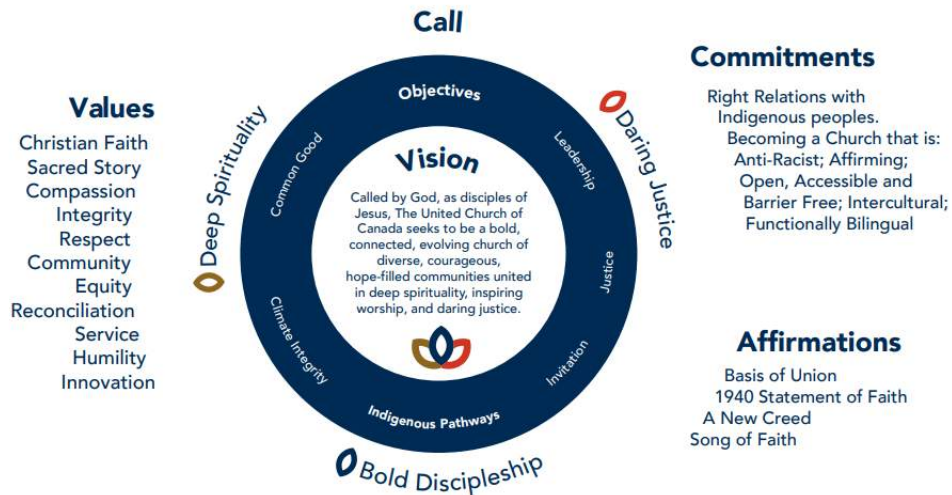 Call
Values
Christian Faith
Sacred Story
Compassion
Integrity
Respect
Community
Equity
Reconciliation
Service
Humility
Innovation
Deep Spirituality
Daring Justice
Bold Discipleship
Objectives
Common Good
Leadership
Justice
Invitation
Indigenous Pathways
Climate Integrity
Vision
Called by God, as disciples of
Jesus, The United Church of
Canada seeks to be a bold,
connected, evolving church of
diverse, courageous,
hope-filled communities united
in deep spirituality, inspiring
worship, and daring justice.
Commitments
Right Relations with
Indigenous peoples.
Becoming a Church that is:
Anti-Racist; Affirming;
Open, Accessible and
Barrier Free; Intercultural;
Functionally Bilingual
Affirmations
Basis of Union
1940 Statement of Faith
A New Creed
Song of Faith